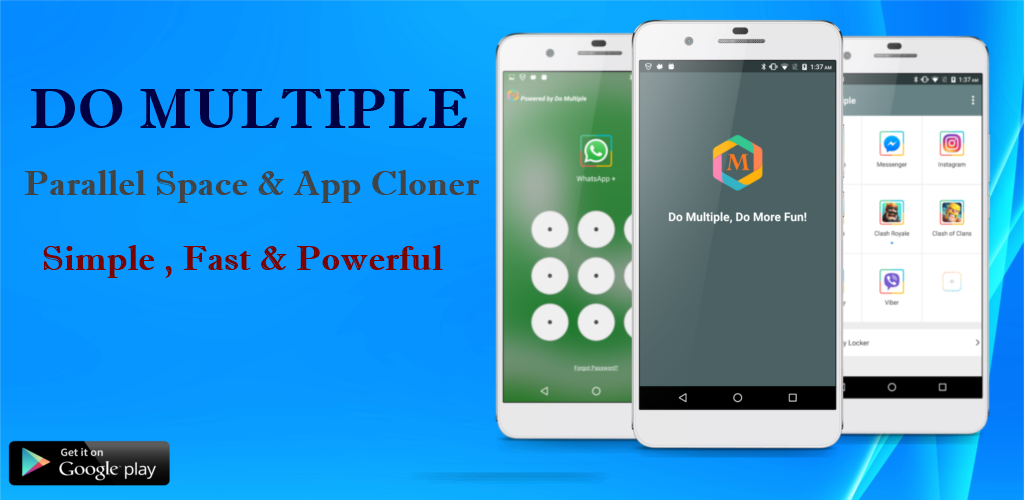 DO MULTIPLE
Parallel Space & App Cloner
Simple , Fast & Powerful
Get it on
Google play
Powered by Do Multiple
WhatsApp +
Forgot Password?
1:37 AM
M
Do Multiple, Do More Fun!
1:37 AM
ple
Messenger
Instagram
Clash Royale
Clash of Clans
Viber
y Locker